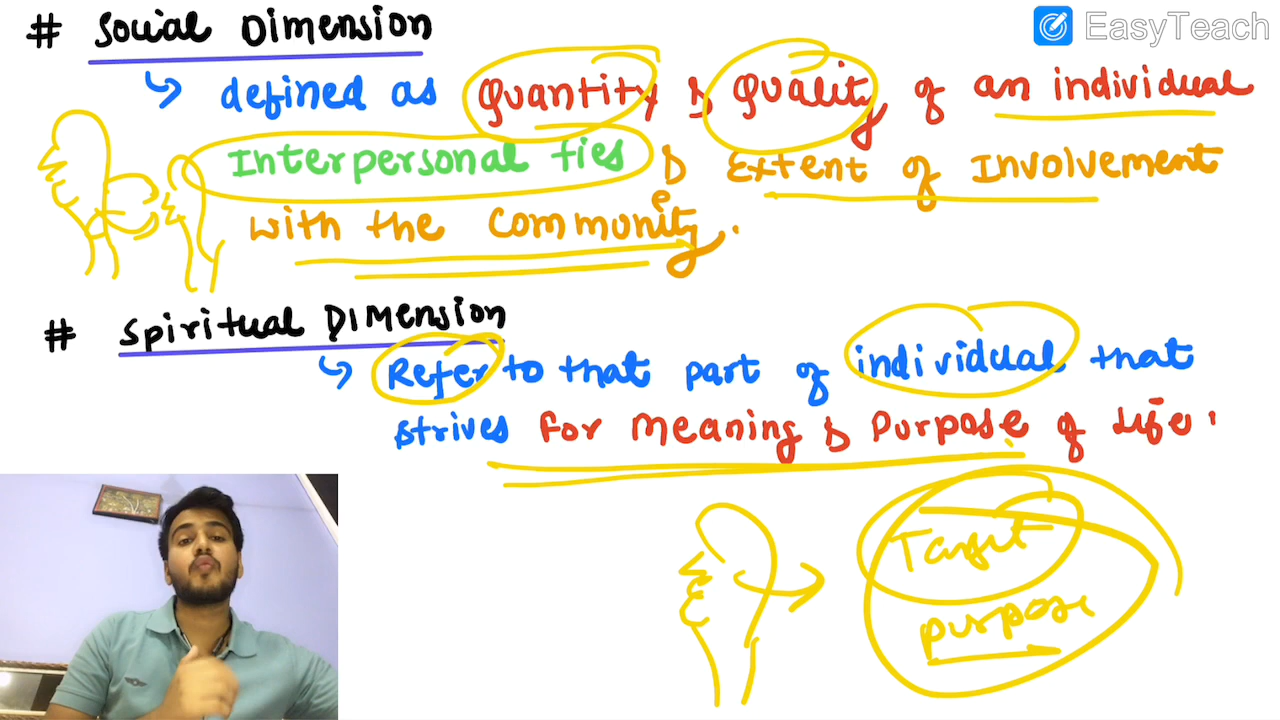 EasyTeach
# Social Dimension
↳ defined as Quantity & Quality of an individual
Interpersonal ties & Extent of Involvement
with the Community.
# Spiritual Dimension
↳ Refer to that part of individual that
strives for Meaning & Purpose of life.
Target
purpose